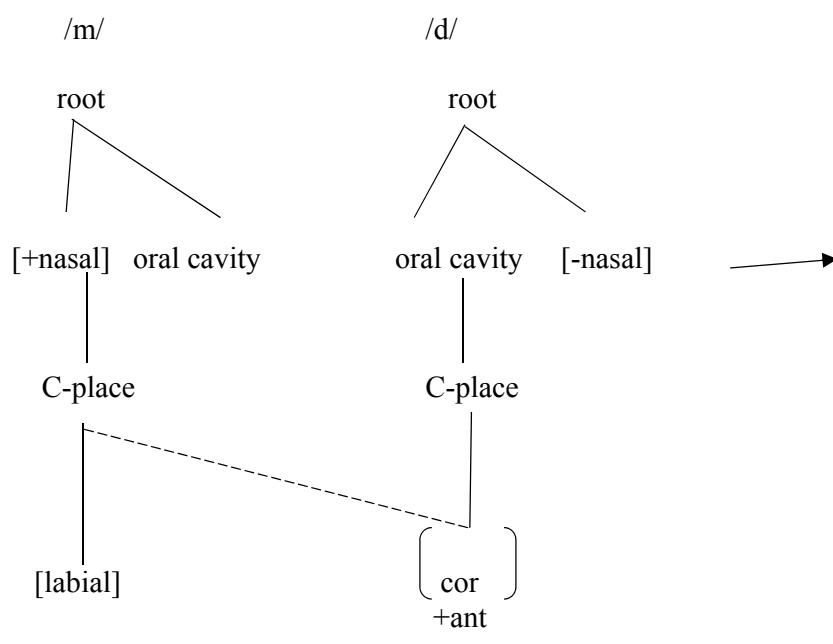 /m/ /d/
root root
[+nasal] oral cavity oral cavity [-nasal]
C-place C-place
[labial] cor
+ant